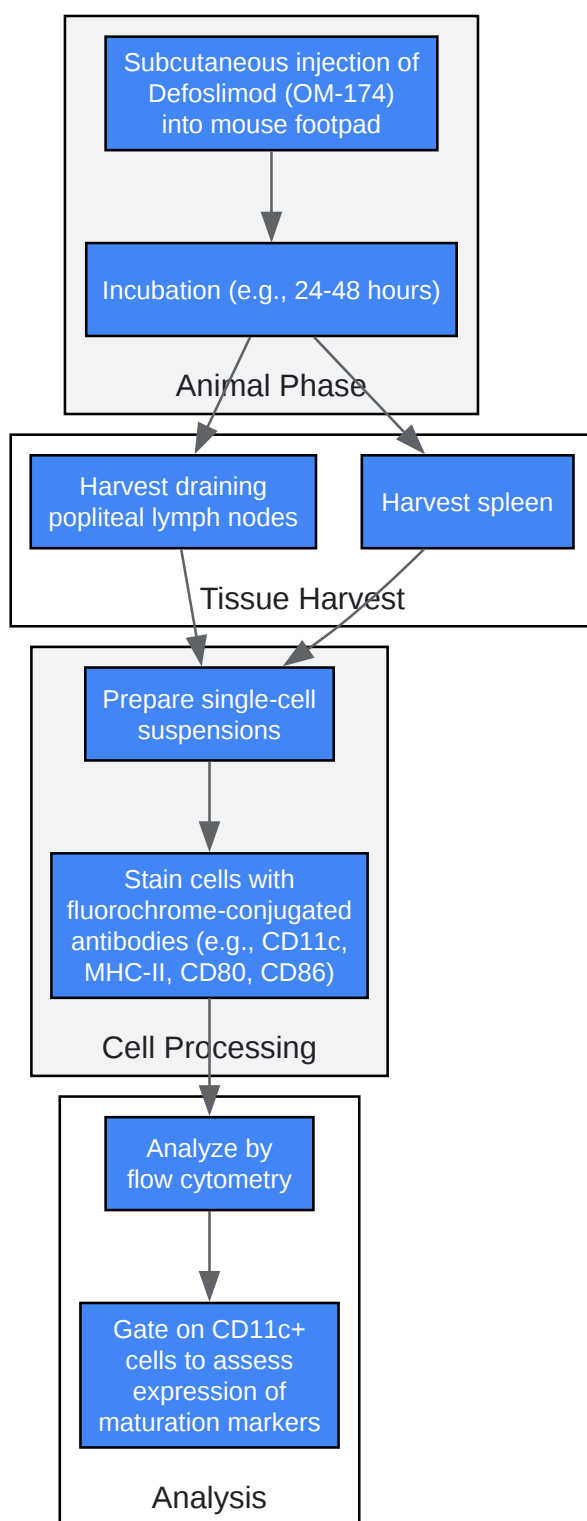 Subcutaneous injection of
Defoslimod (OM-174)
into mouse footpad
Incubation (e.g., 24-48 hours)
Animal Phase
Harvest draining
popliteal lymph nodes
Harvest spleen
Tissue Harvest
Prepare single-cell
suspensions
Stain cells with
fluorochrome-conjugated
antibodies (e.g., CD11c,
MHC-II, CD80, CD86)
Cell Processing
Analyze by
flow cytometry
Gate on CD11c+
cells to assess
expression of
maturation markers
Analysis